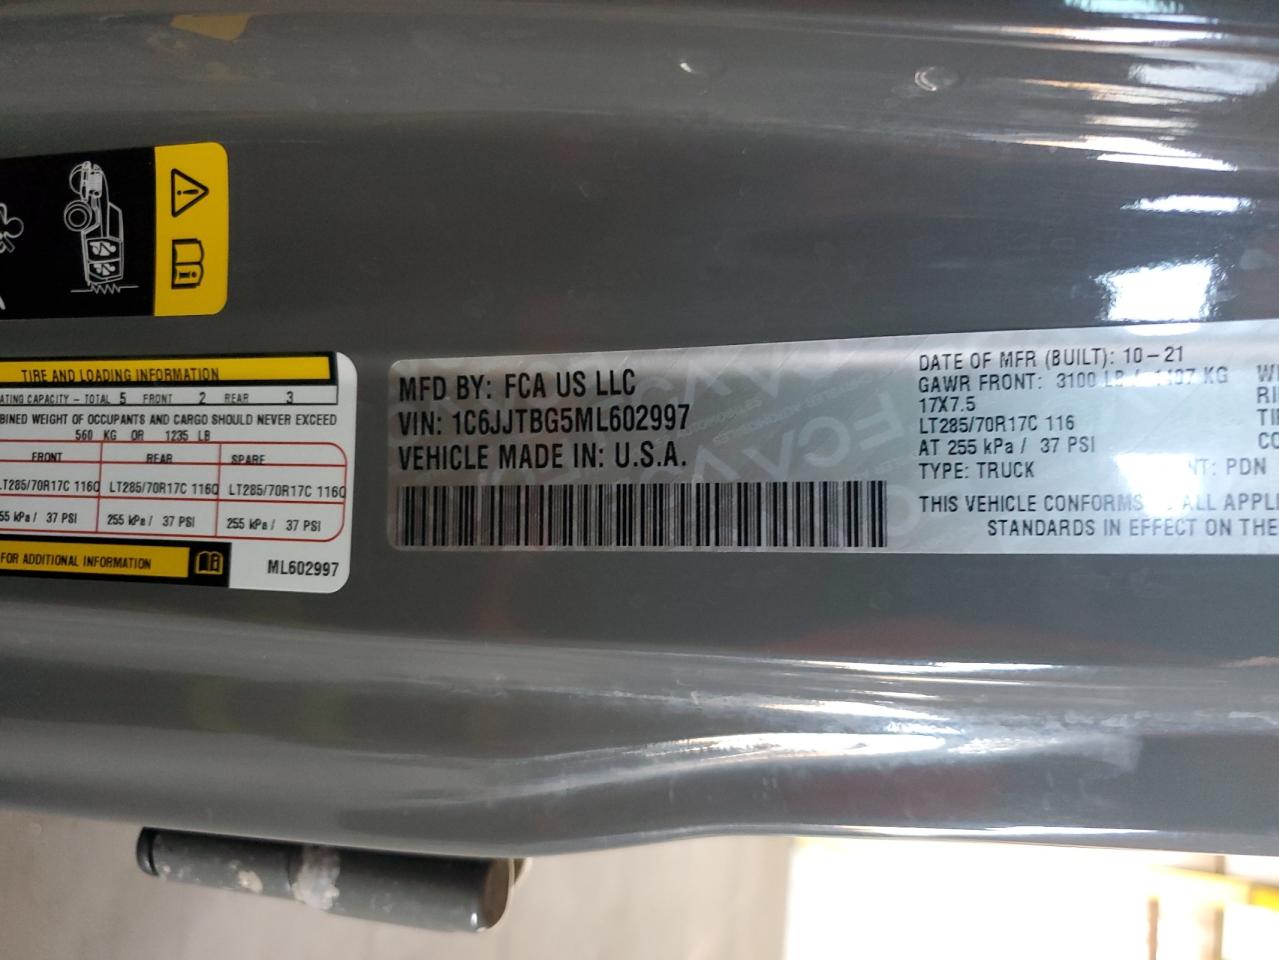 TIRE AND LOADING INFORMATION
ATING CAPACITY - TOTAL 5 FRONT 2 REAR 3
BINED WEIGHT OF OCCUPANTS AND CARGO SHOULD NEVER EXCEED
560 KG OR 1235 LB
FRONT REAR SPARE
LT285/70R17C 116Q LT285/70R17C 116Q LT285/70R17C 116Q
55 kPa / 37 PSI 255 kPa / 37 PSI 255 kPa / 37 PSI
FOR ADDITIONAL INFORMATION
ML602997
MFD BY: FCA US LLC
VIN: 1C6JJTBG5ML602997
VEHICLE MADE IN: U.S.A.
DATE OF MFR (BUILT): 10-21
GAWR FRONT: 3100 LB / KG
17X7.5
LT285/70R17C 116
AT 255 kPa / 37 PSI
TYPE: TRUCK NT: PDN
THIS VEHICLE CONFORMS ALL APPLI
STANDARDS IN EFFECT ON THE
FCA